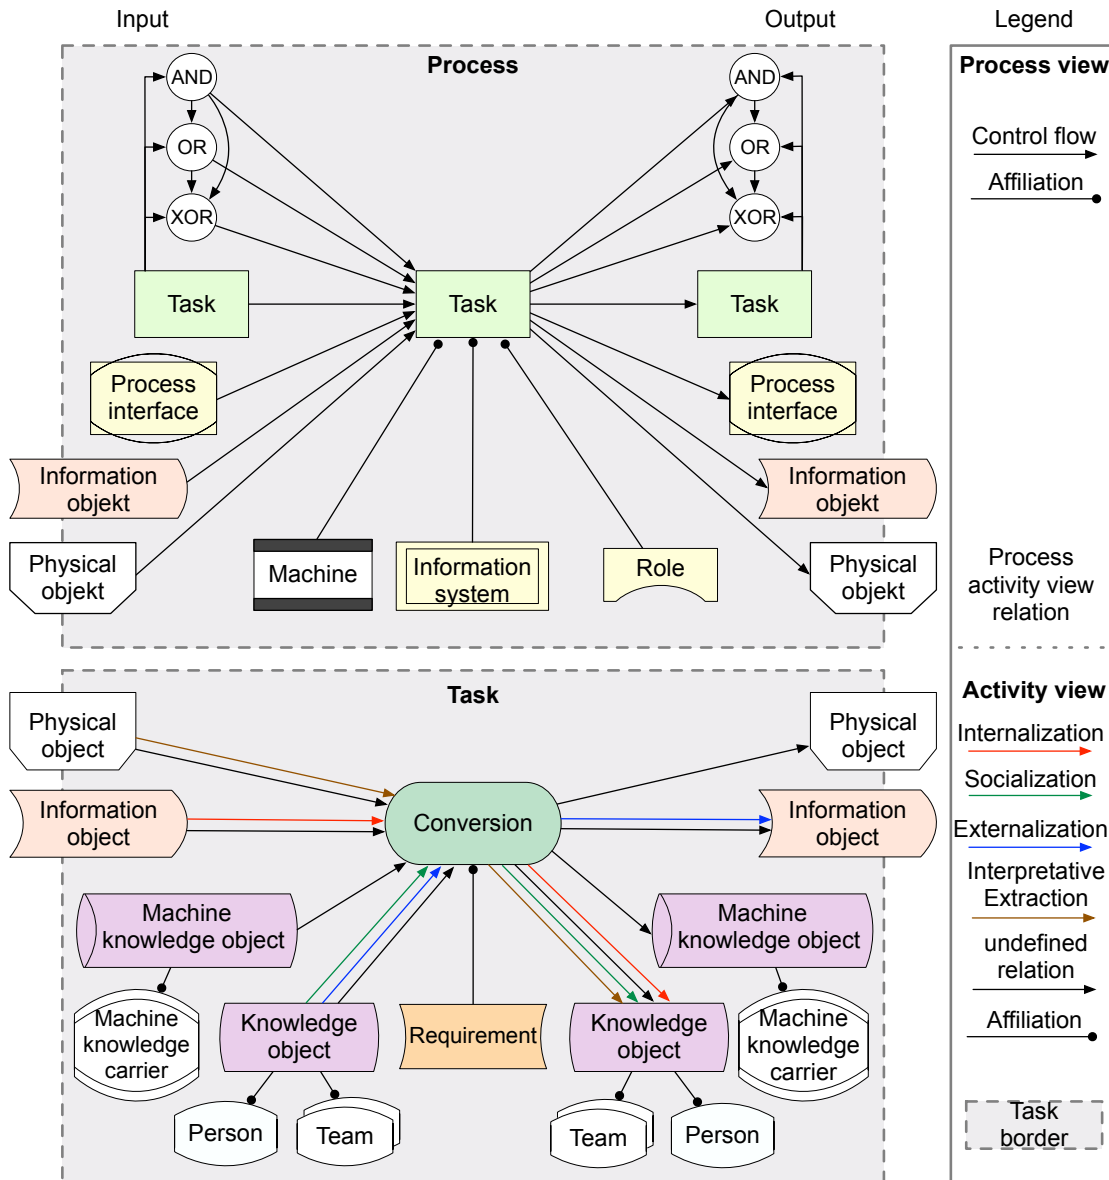 Input
Output
Legend
Process
Process view
AND
AND
OR
OR
XOR
XOR
Control flow
Affiliation
Task
Task
Task
Process
interface
Process
interface
Information
objekt
Information
objekt
Physical
objekt
Machine
Information
system
Role
Physical
objekt
Process
activity view
relation
Task
Activity view
Physical
object
Physical
object
Internalization
Socialization
Information
object
Conversion
Information
object
Externalization
Interpretative
Extraction
Machine
knowledge object
Machine
knowledge object
undefined
relation
Machine
knowledge
carrier
Knowledge
object
Requirement
Knowledge
object
Machine
knowledge
carrier
Affiliation
Person
Team
Team
Person
Task
border